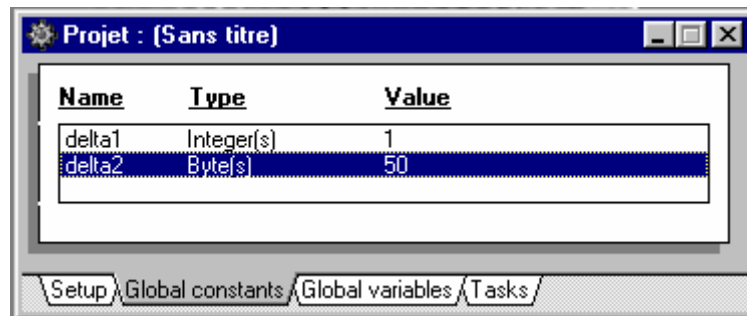 Projet : (Sans titre)
Name Type Value
delta1 Integer(s) 1
delta2 Byte(s) 50
Setup Global constants Global variables Tasks